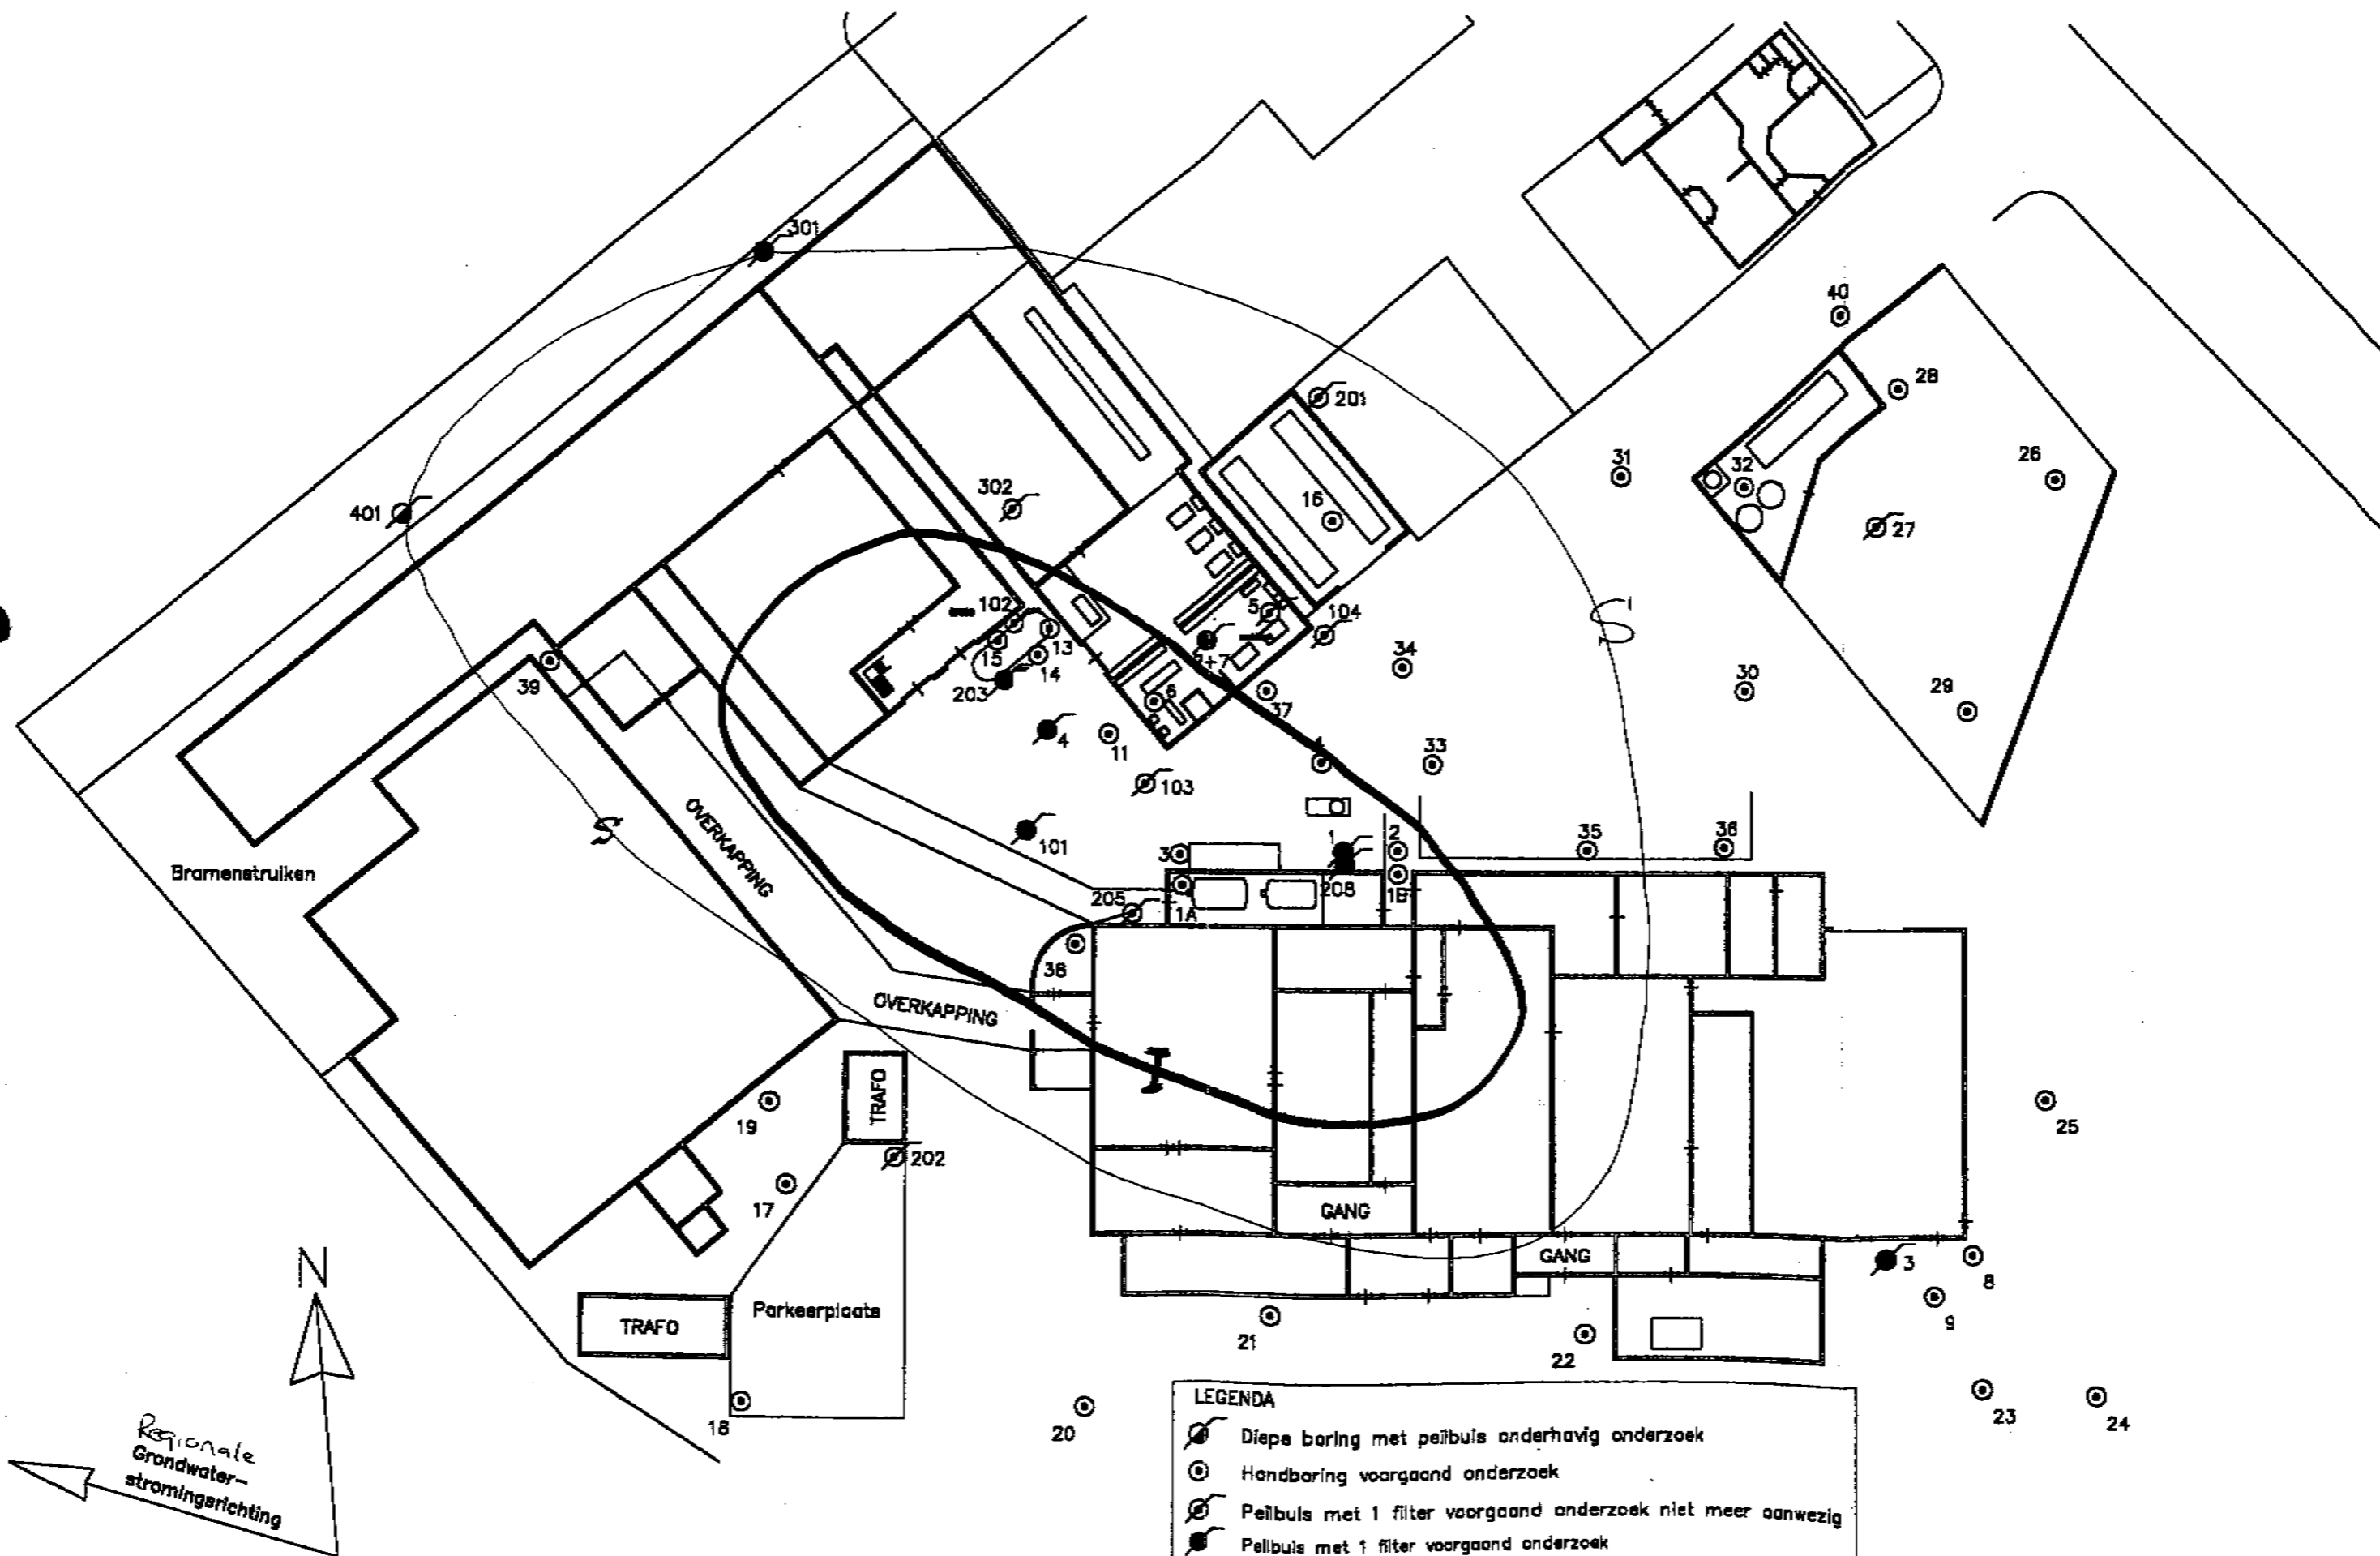 301
40
28
201
26
31
32
302
16
401
27
102
5
104
13
15
14
2+7
34
39
203
6
30
29
37
4
11
4
33
103
S
S
OVERKAPPING
101
1
2
35
36
3
Bramenstruiken
208
1B
205
1A
38
OVERKAPPING
I
TRAFO
19
25
202
17
GANG
N
GANG
3
8
Parkeerplaats
TRAFO
9
21
22
LEGENDA
23
24
18
20
Regionale
Grondwater-
stromingsrichting
Diepe boring met peilbuis onderhavig onderzoek
Handboring voorgaand onderzoek
Peilbuis met 1 filter voorgaand onderzoek niet meer aanwezig
Peilbuis met 1 filter voorgaand onderzoek